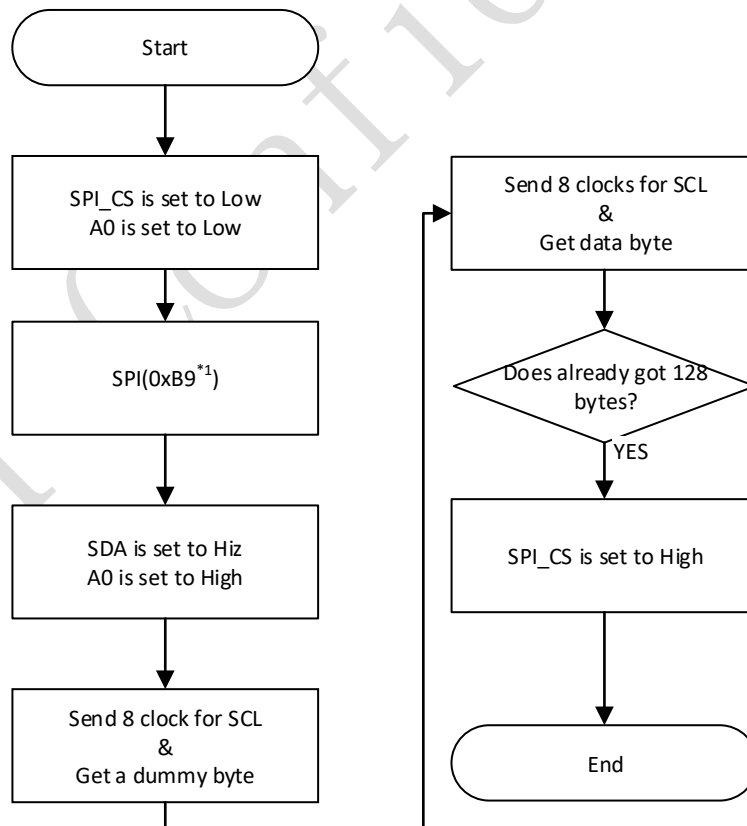 Start
SPI_CS is set to Low
A0 is set to Low
SPI(0xB9*1)
SDA is set to Hiz
A0 is set to High
Send 8 clock for SCL
&
Get a dummy byte
Send 8 clocks for SCL
&
Get data byte
Does already got 128
bytes?
YES
SPI_CS is set to High
End